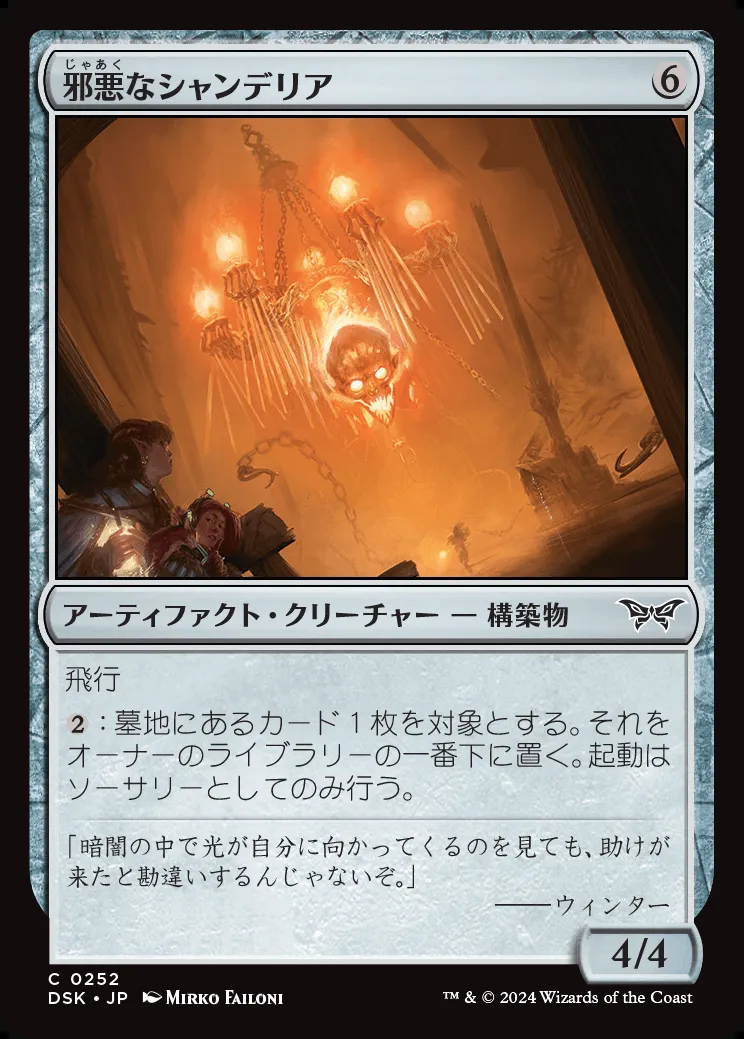 じゃあく
邪悪なシャンデリア
6
アーティファクト・クリーチャー — 構築物
飛行
2：墓地にあるカード１枚を対象とする。それを
オーナーのライブラリーの一番下に置く。起動は
ソーサリーとしてのみ行う。
「暗闇の中で光が自分に向かってくるのを見ても、助けが
来たと勘違いするんじゃないぞ。」
――ウィンター
4/4
C 0252
DSK • JP Mirko Failoni
™ & © 2024 Wizards of the Coast